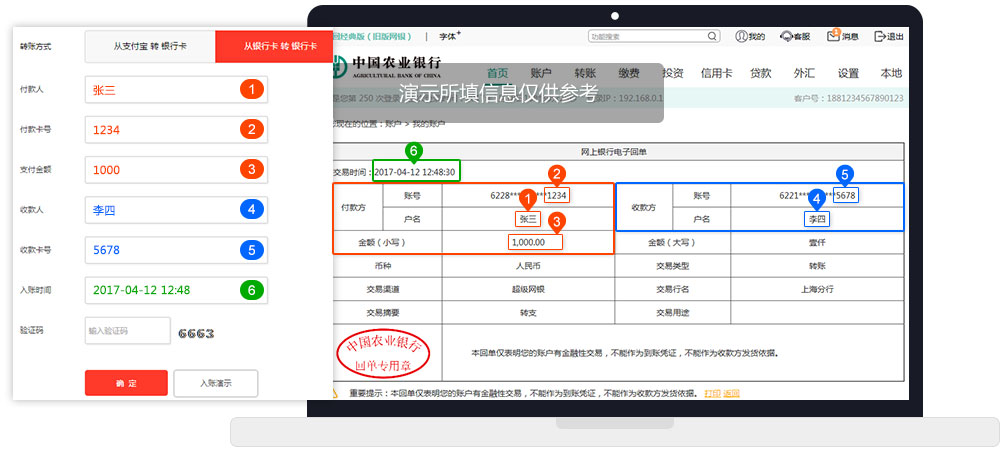 转账方式
从支付宝 转 银行卡
从银行卡 转 银行卡
付款人
张三
1
付款卡号
1234
2
支付金额
1000
3
收款人
李四
4
收款卡号
5678
5
入账时间
2017-04-12 12:48
6
验证码
输入验证码
6663
确 定
入账演示
经典版（旧版网银） | 字体+
功能搜索
我的
客服
消息
退出
中国农业银行
AGRICULTURAL BANK OF CHINA
首页 账户 转账 缴费 投资 信用卡 贷款 外汇 设置 本地
演示所填信息仅供参考
您第 250 次登录
IP：192.168.0.1
客户号：1881234567890123
现在的位置：账户 > 我的账户
网上银行电子回单
6
交易时间：2017-04-12 12:48:30
2
5
付款方 账号 6228***1234 收款方 账号 6221***5678
1
4
户名 张三 户名 李四
3
金额（小写） 1,000.00 金额（大写） 壹仟
币种 人民币 交易类型 转账
交易渠道 超级网银 交易行名 上海分行
交易摘要 转支 交易用途
中国农业银行
回单专用章
本回单仅表明您的账户有金融性交易，不能作为到账凭证，不能作为收款方发货依据。
重要提示：本回单仅表明您的账户有金融性交易，不能作为到账凭证，不能作为收款方发货依据。 打印 返回